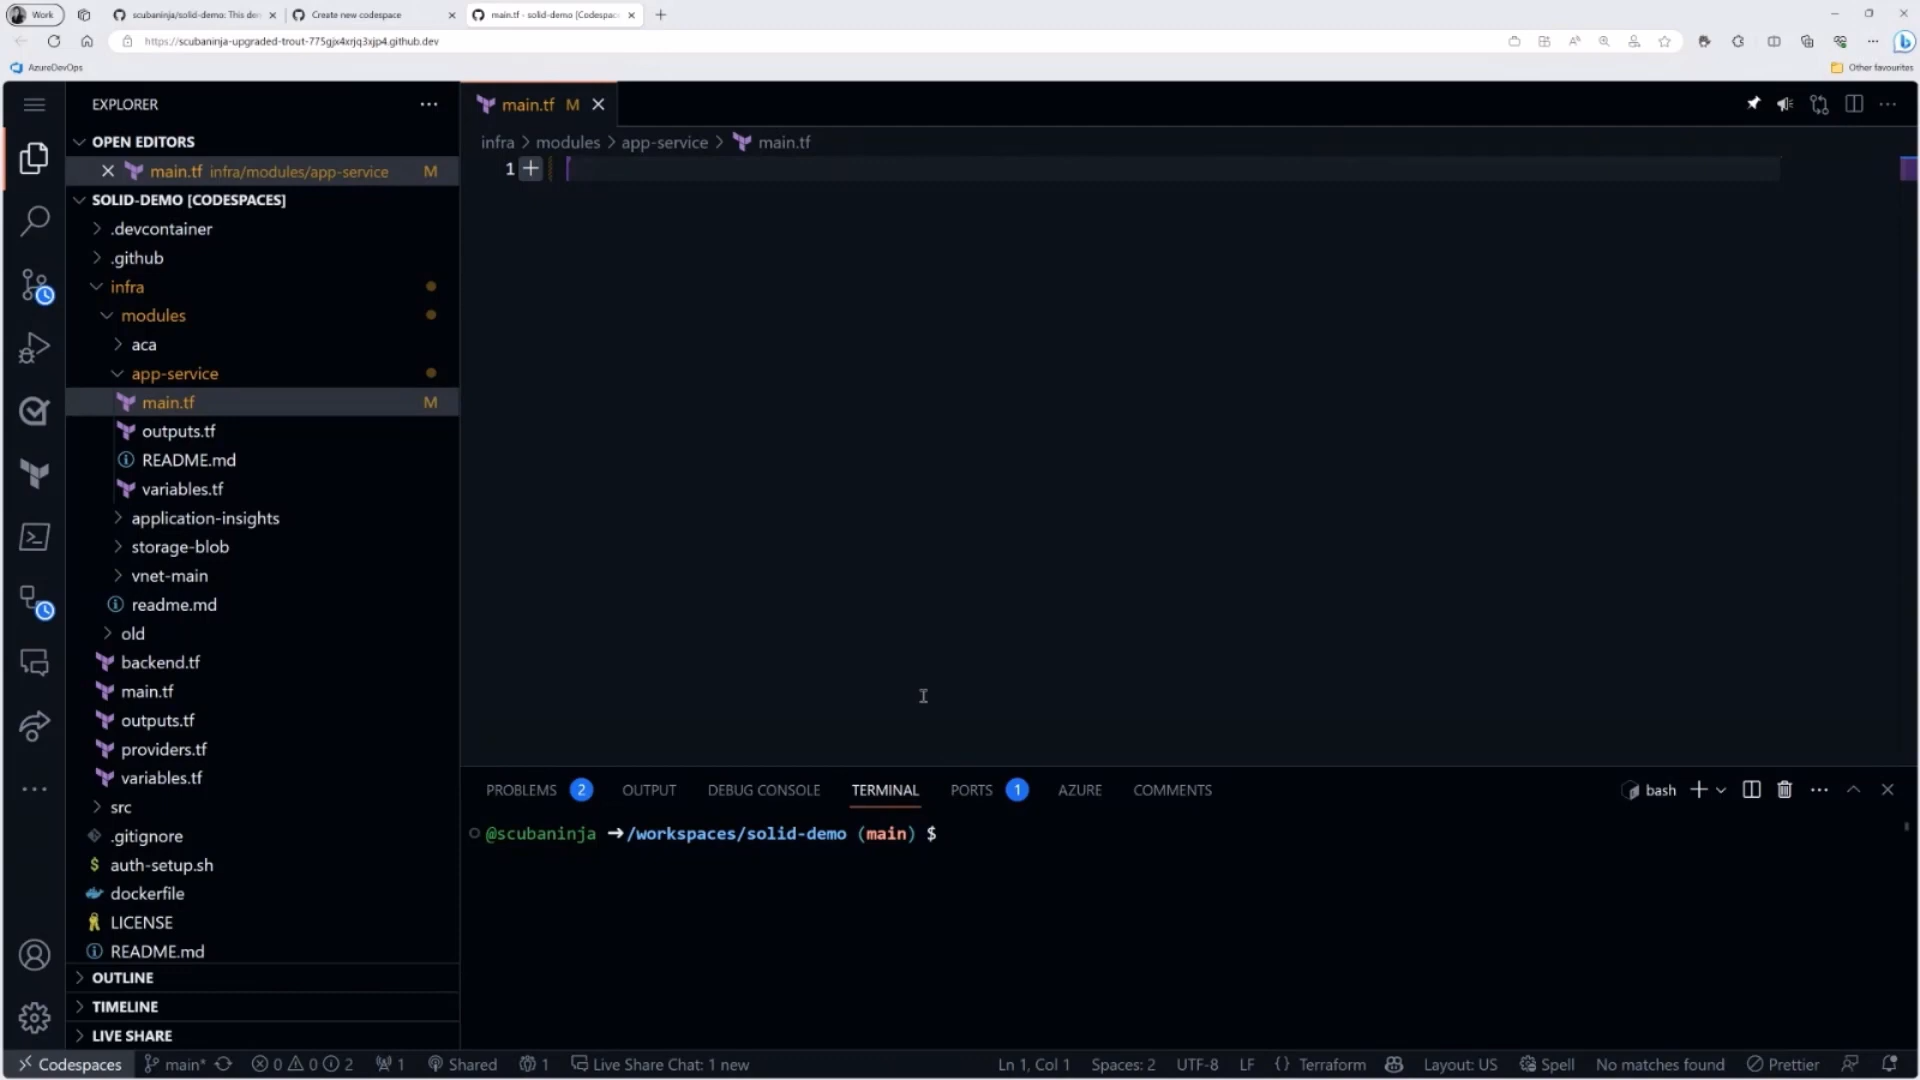 Work
scubaninja/solid-demo: This der
Create new codespace
main.tf - solid-demo [Codespac
https://scubaninja-upgraded-trout-775gjx4xrjq3xjp4.github.dev
AzureDevOps
Other favourites
EXPLORER
OPEN EDITORS
main.tf infra/modules/app-service M
SOLID-DEMO [CODESPACES]
.devcontainer
.github
infra
modules
aca
app-service
main.tf M
outputs.tf
README.md
variables.tf
application-insights
storage-blob
vnet-main
readme.md
old
backend.tf
main.tf
outputs.tf
providers.tf
variables.tf
src
.gitignore
auth-setup.sh
dockerfile
LICENSE
README.md
OUTLINE
TIMELINE
LIVE SHARE
main.tf M
infra > modules > app-service > main.tf
1
PROBLEMS 2 OUTPUT DEBUG CONSOLE TERMINAL PORTS 1 AZURE COMMENTS
bash
@scubaninja →/workspaces/solid-demo (main) $
Codespaces main* 0 0 2 1 Shared 1 Live Share Chat: 1 new
Ln 1, Col 1 Spaces: 2 UTF-8 LF {} Terraform Layout: US Spell No matches found Prettier